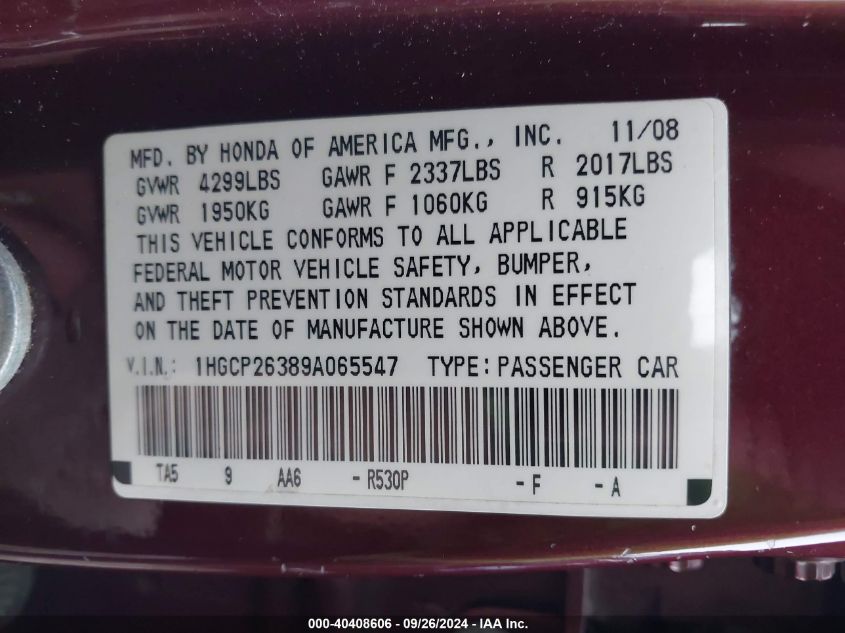 MFD. BY HONDA OF AMERICA MFG., INC. 11/08
GVWR 4299LBS GAWR F 2337LBS R 2017LBS
GVWR 1950KG GAWR F 1060KG R 915KG
THIS VEHICLE CONFORMS TO ALL APPLICABLE
FEDERAL MOTOR VEHICLE SAFETY, BUMPER,
AND THEFT PREVENTION STANDARDS IN EFFECT
ON THE DATE OF MANUFACTURE SHOWN ABOVE.
V.I.N.: 1HGCP26389A065547 TYPE: PASSENGER CAR
TA5 9 AA6 - R530P - F - A
000-40408606 - 09/26/2024 - IAA Inc.